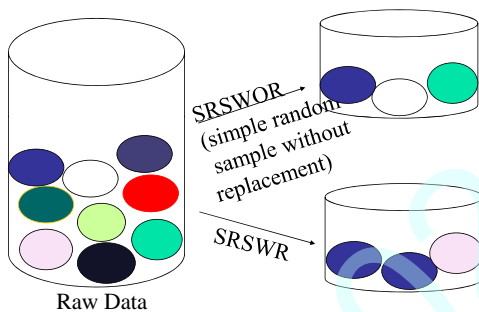 SRSWOR
(simple random
sample without
replacement)
SRSWR
Raw Data